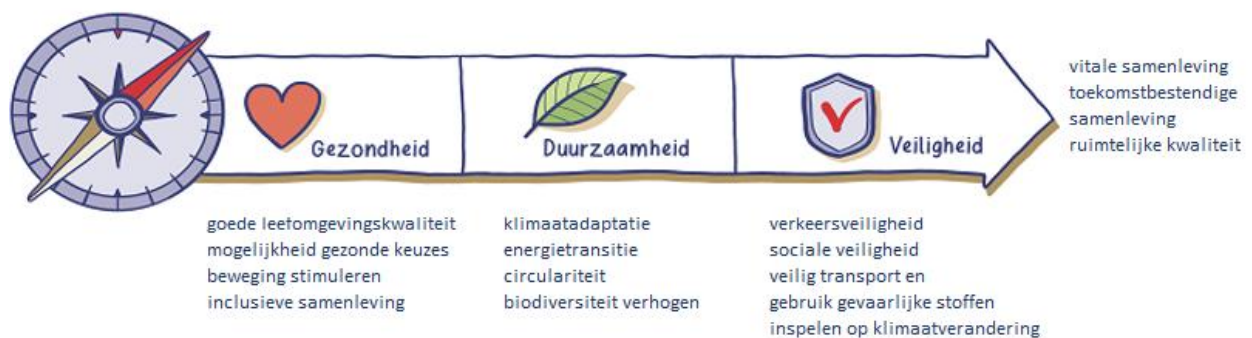 Gezondheid
Duurzaamheid
Veiligheid
vitale samenleving
toekomstbestendige
samenleving
ruimtelijke kwaliteit
goede leefomgevingskwaliteit
mogelijkheid gezonde keuzes
beweging stimuleren
inclusieve samenleving
klimaatadaptatie
energietransitie
circulariteit
biodiversiteit verhogen
verkeersveiligheid
sociale veiligheid
veilig transport en
gebruik gevaarlijke stoffen
inspelen op klimaatverandering